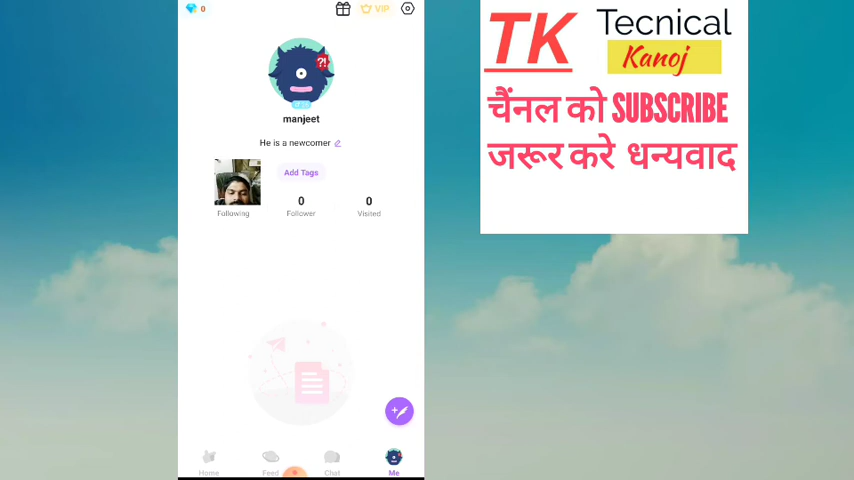 0
VIP
TK
Tecnical
Kanoj
चैंनल को SUBSCRIBE
जरूर करे धन्यवाद
?!
manjeet
He is a newcomer
Add Tags
0
0
Following
Follower
Visited
Home
Feed
Chat
Me